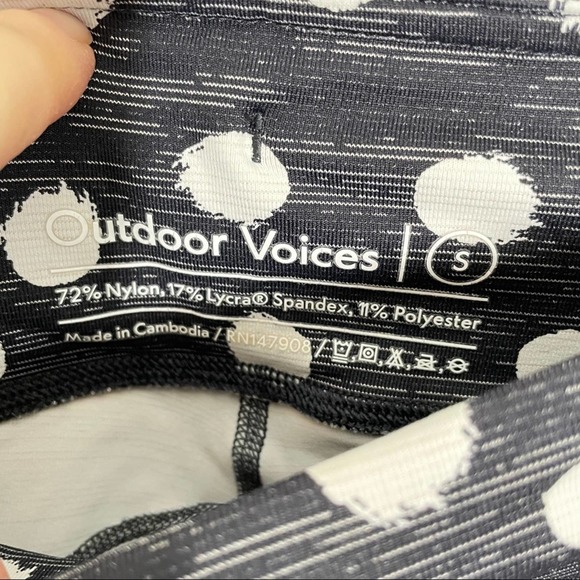 Outdoor Voices | S
72% Nylon, 17% Lycra® Spandex, 11% Polyester
Made in Cambodia / RN147908 /